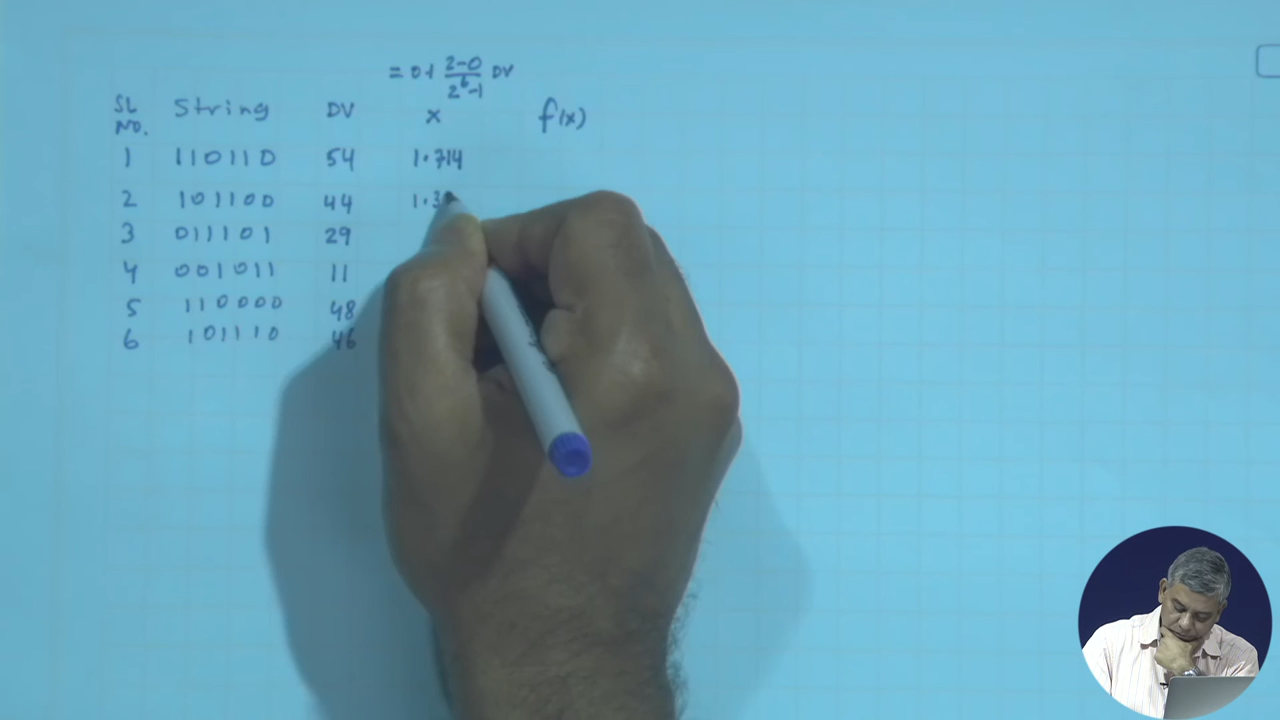 = 0 + 2-0/2^6-1 DV
SL NO. String DV x f(x)
1 110110 54 1.714
2 101100 44
3 011101 29
4 001011 11
5 110000 48
6 101110 46